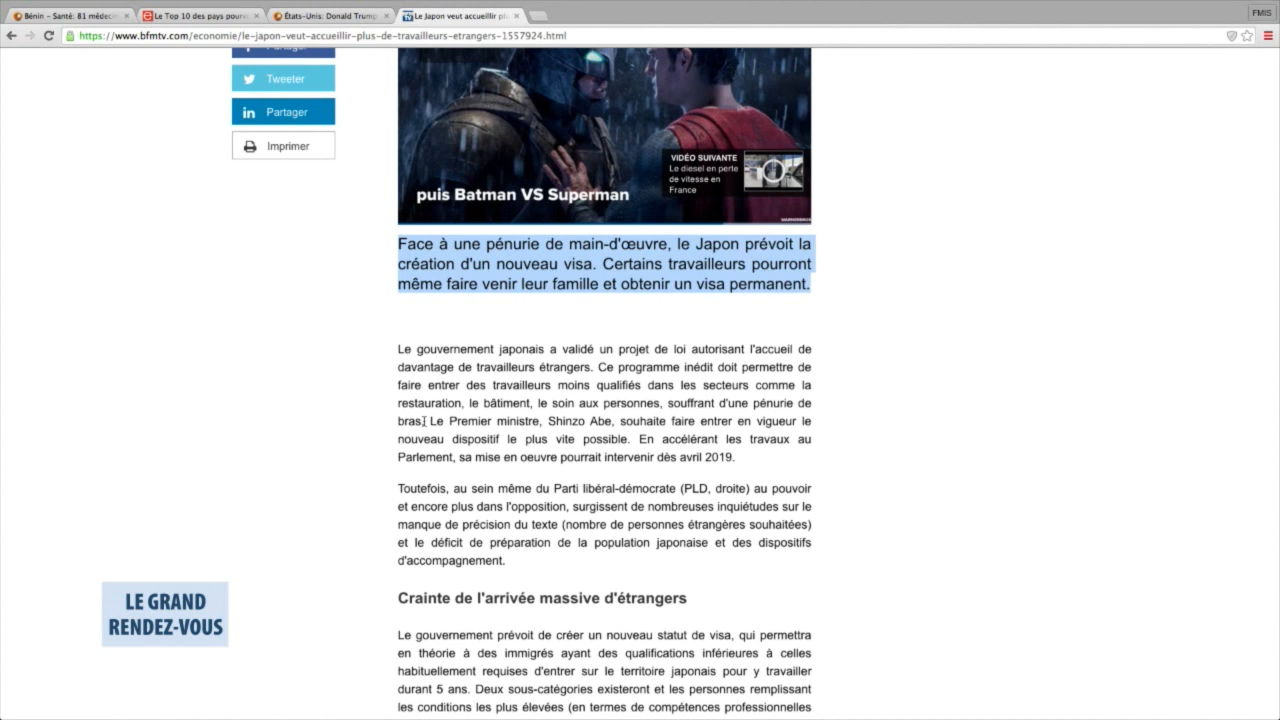 Bénin – Santé: 81 médecin
Le Top 10 des pays pourvo
États-Unis: Donald Trump
Le Japon veut accueillir pl
FMIS
https://www.bfmtv.com/economie/le-japon-veut-accueillir-plus-de-travailleurs-etrangers-1557924.html
Partager
Tweeter
Partager
Imprimer
VIDÉO SUIVANTE
Le diesel en perte
de vitesse en
France
puis Batman VS Superman
Face à une pénurie de main-d'œuvre, le Japon prévoit la
création d'un nouveau visa. Certains travailleurs pourront
même faire venir leur famille et obtenir un visa permanent.
Le gouvernement japonais a validé un projet de loi autorisant l'accueil de
davantage de travailleurs étrangers. Ce programme inédit doit permettre de
faire entrer des travailleurs moins qualifiés dans les secteurs comme la
restauration, le bâtiment, le soin aux personnes, souffrant d'une pénurie de
bras. Le Premier ministre, Shinzo Abe, souhaite faire entrer en vigueur le
nouveau dispositif le plus vite possible. En accélérant les travaux au
Parlement, sa mise en oeuvre pourrait intervenir dès avril 2019.
Toutefois, au sein même du Parti libéral-démocrate (PLD, droite) au pouvoir
et encore plus dans l'opposition, surgissent de nombreuses inquiétudes sur le
manque de précision du texte (nombre de personnes étrangères souhaitées)
et le déficit de préparation de la population japonaise et des dispositifs
d'accompagnement.
LE GRAND
RENDEZ-VOUS
Crainte de l'arrivée massive d'étrangers
Le gouvernement prévoit de créer un nouveau statut de visa, qui permettra
en théorie à des immigrés ayant des qualifications inférieures à celles
habituellement requises d'entrer sur le territoire japonais pour y travailler
durant 5 ans. Deux sous-catégories existeront et les personnes remplissant
les conditions les plus élevées (en termes de compétences professionnelles